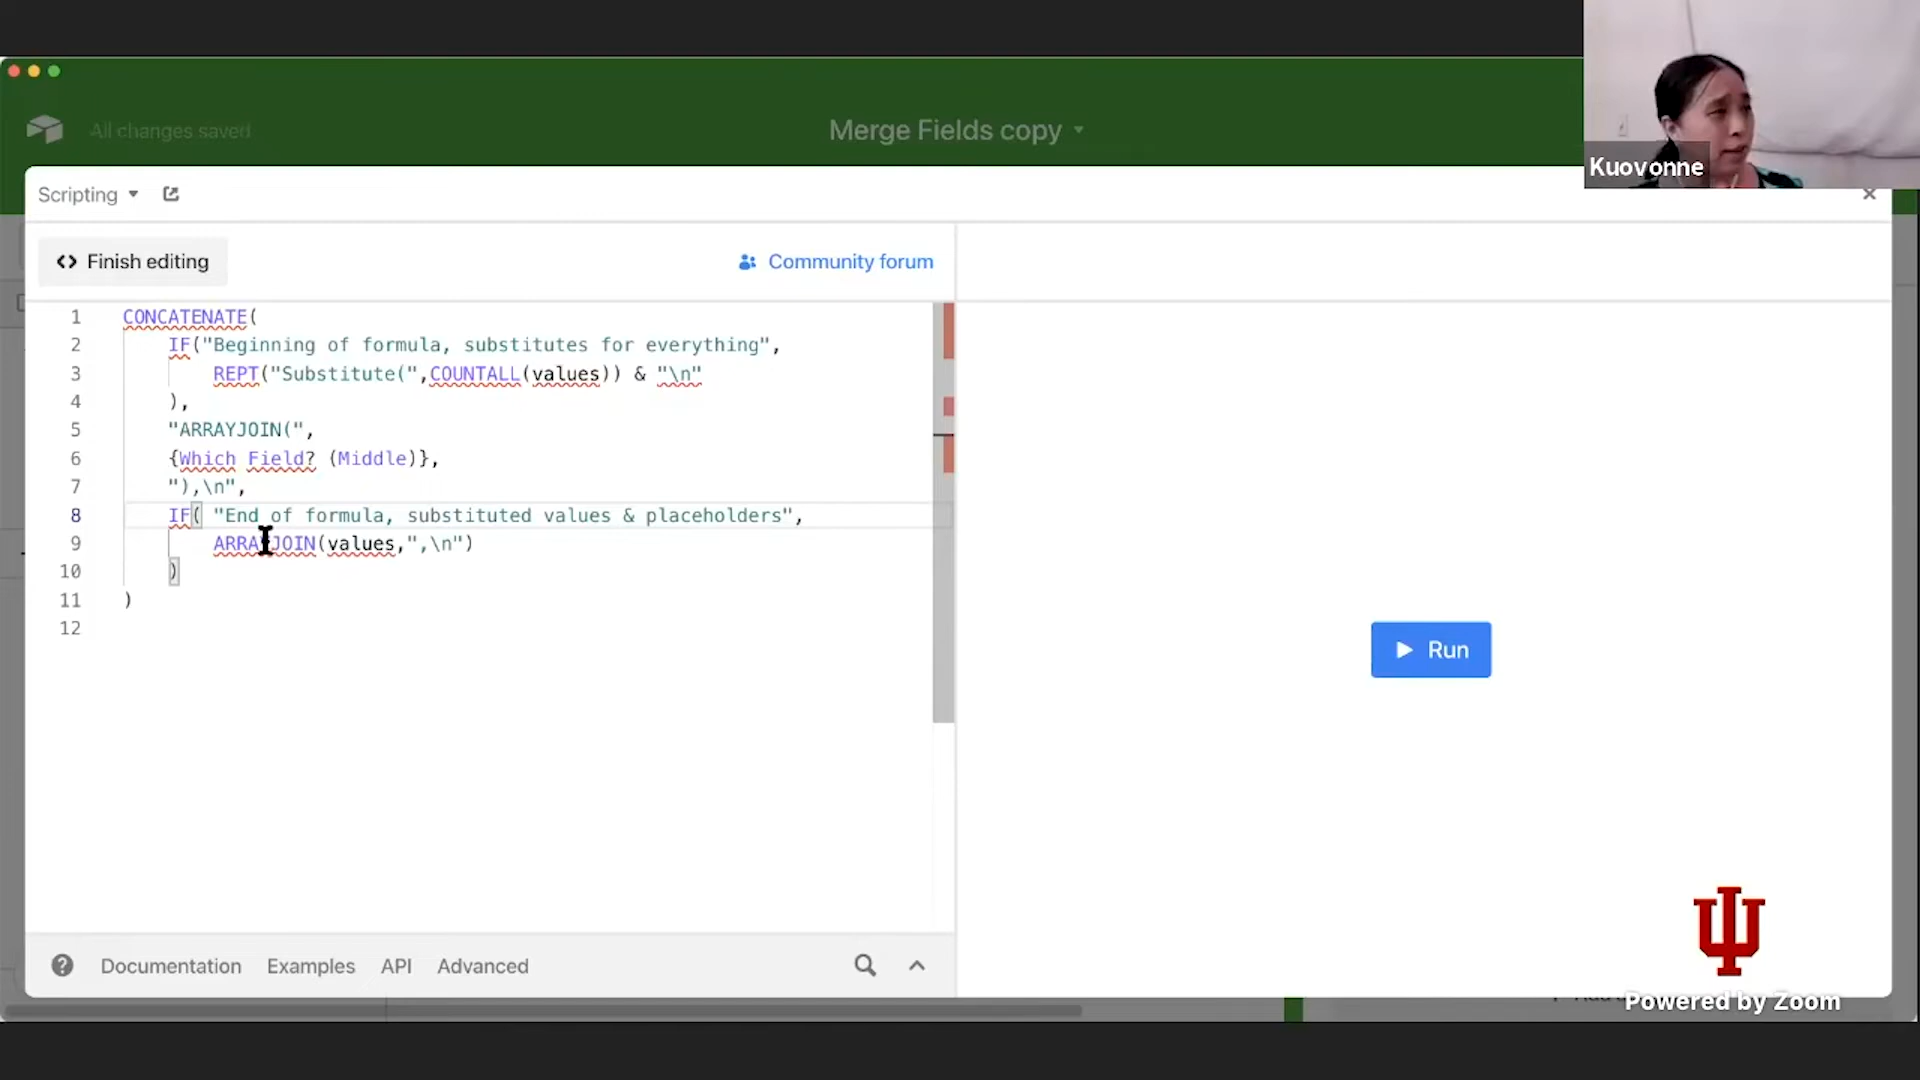 All changes saved
Merge Fields copy
Kuovonne
Scripting
Finish editing
Community forum
1 CONCATENATE(
2 IF("Beginning of formula, substitutes for everything",
3 REPT("Substitute(",COUNTALL(values)) & "\n"
4 ),
5 "ARRAYJOIN(",
6 {Which Field? (Middle)},
7 "),\n",
8 IF( "End of formula, substituted values & placeholders",
9 ARRAYJOIN(values,",\n")
10 )
11 )
12
Run
Documentation Examples API Advanced
Powered by Zoom